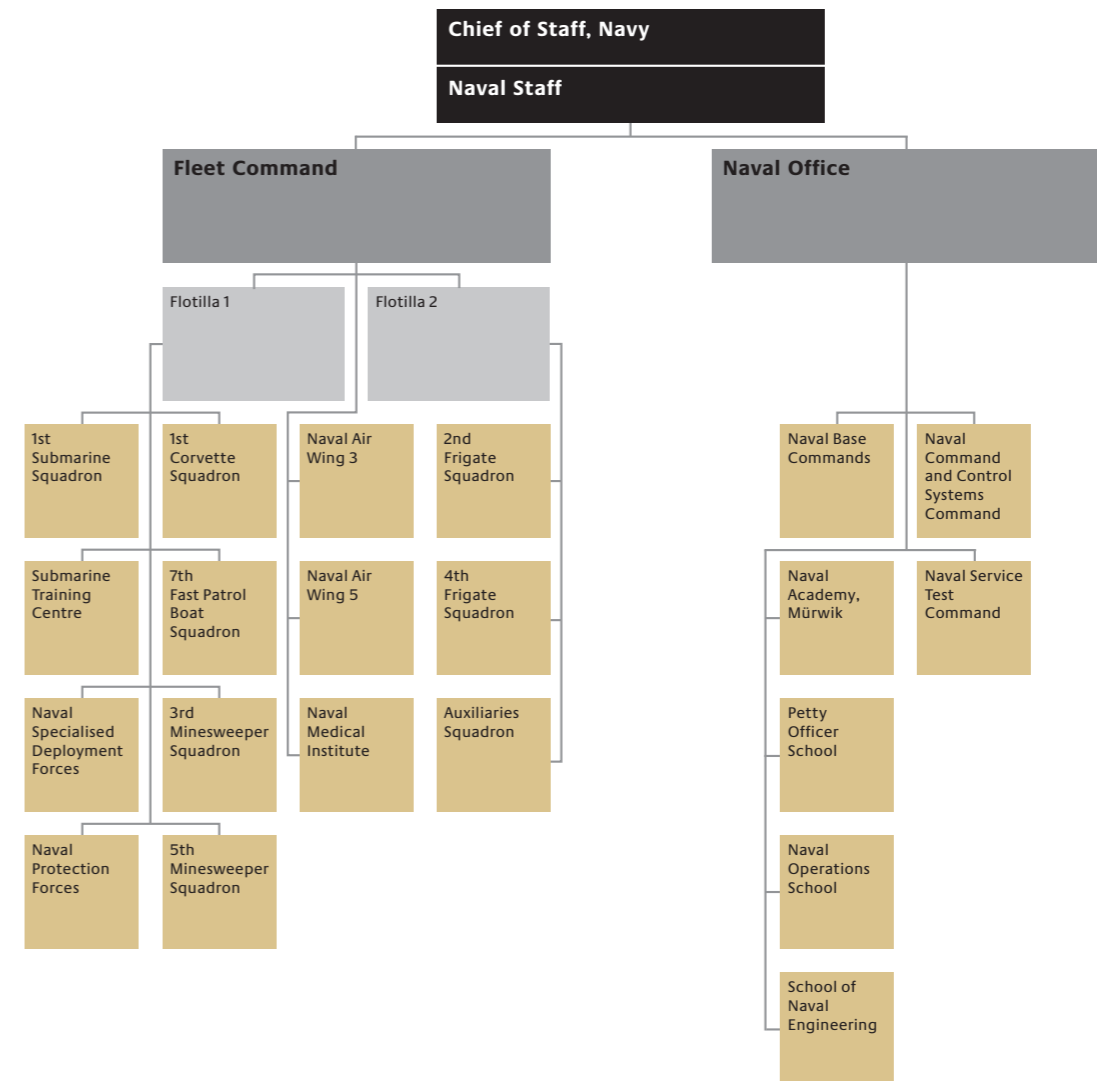 Chief of Staff, Navy
Naval Staff
Fleet Command
Naval Office
Flotilla 1
Flotilla 2
1st
Submarine
Squadron
1st
Corvette
Squadron
Naval Air
Wing 3
2nd
Frigate
Squadron
Naval Base
Commands
Naval
Command
and Control
Systems
Command
Submarine
Training
Centre
7th
Fast Patrol
Boat
Squadron
Naval Air
Wing 5
4th
Frigate
Squadron
Naval
Academy,
Mürwik
Naval Service
Test
Command
Naval
Specialised
Deployment
Forces
3rd
Minesweeper
Squadron
Naval
Medical
Institute
Auxiliaries
Squadron
Petty
Officer
School
Naval
Protection
Forces
5th
Minesweeper
Squadron
Naval
Operations
School
School of
Naval
Engineering